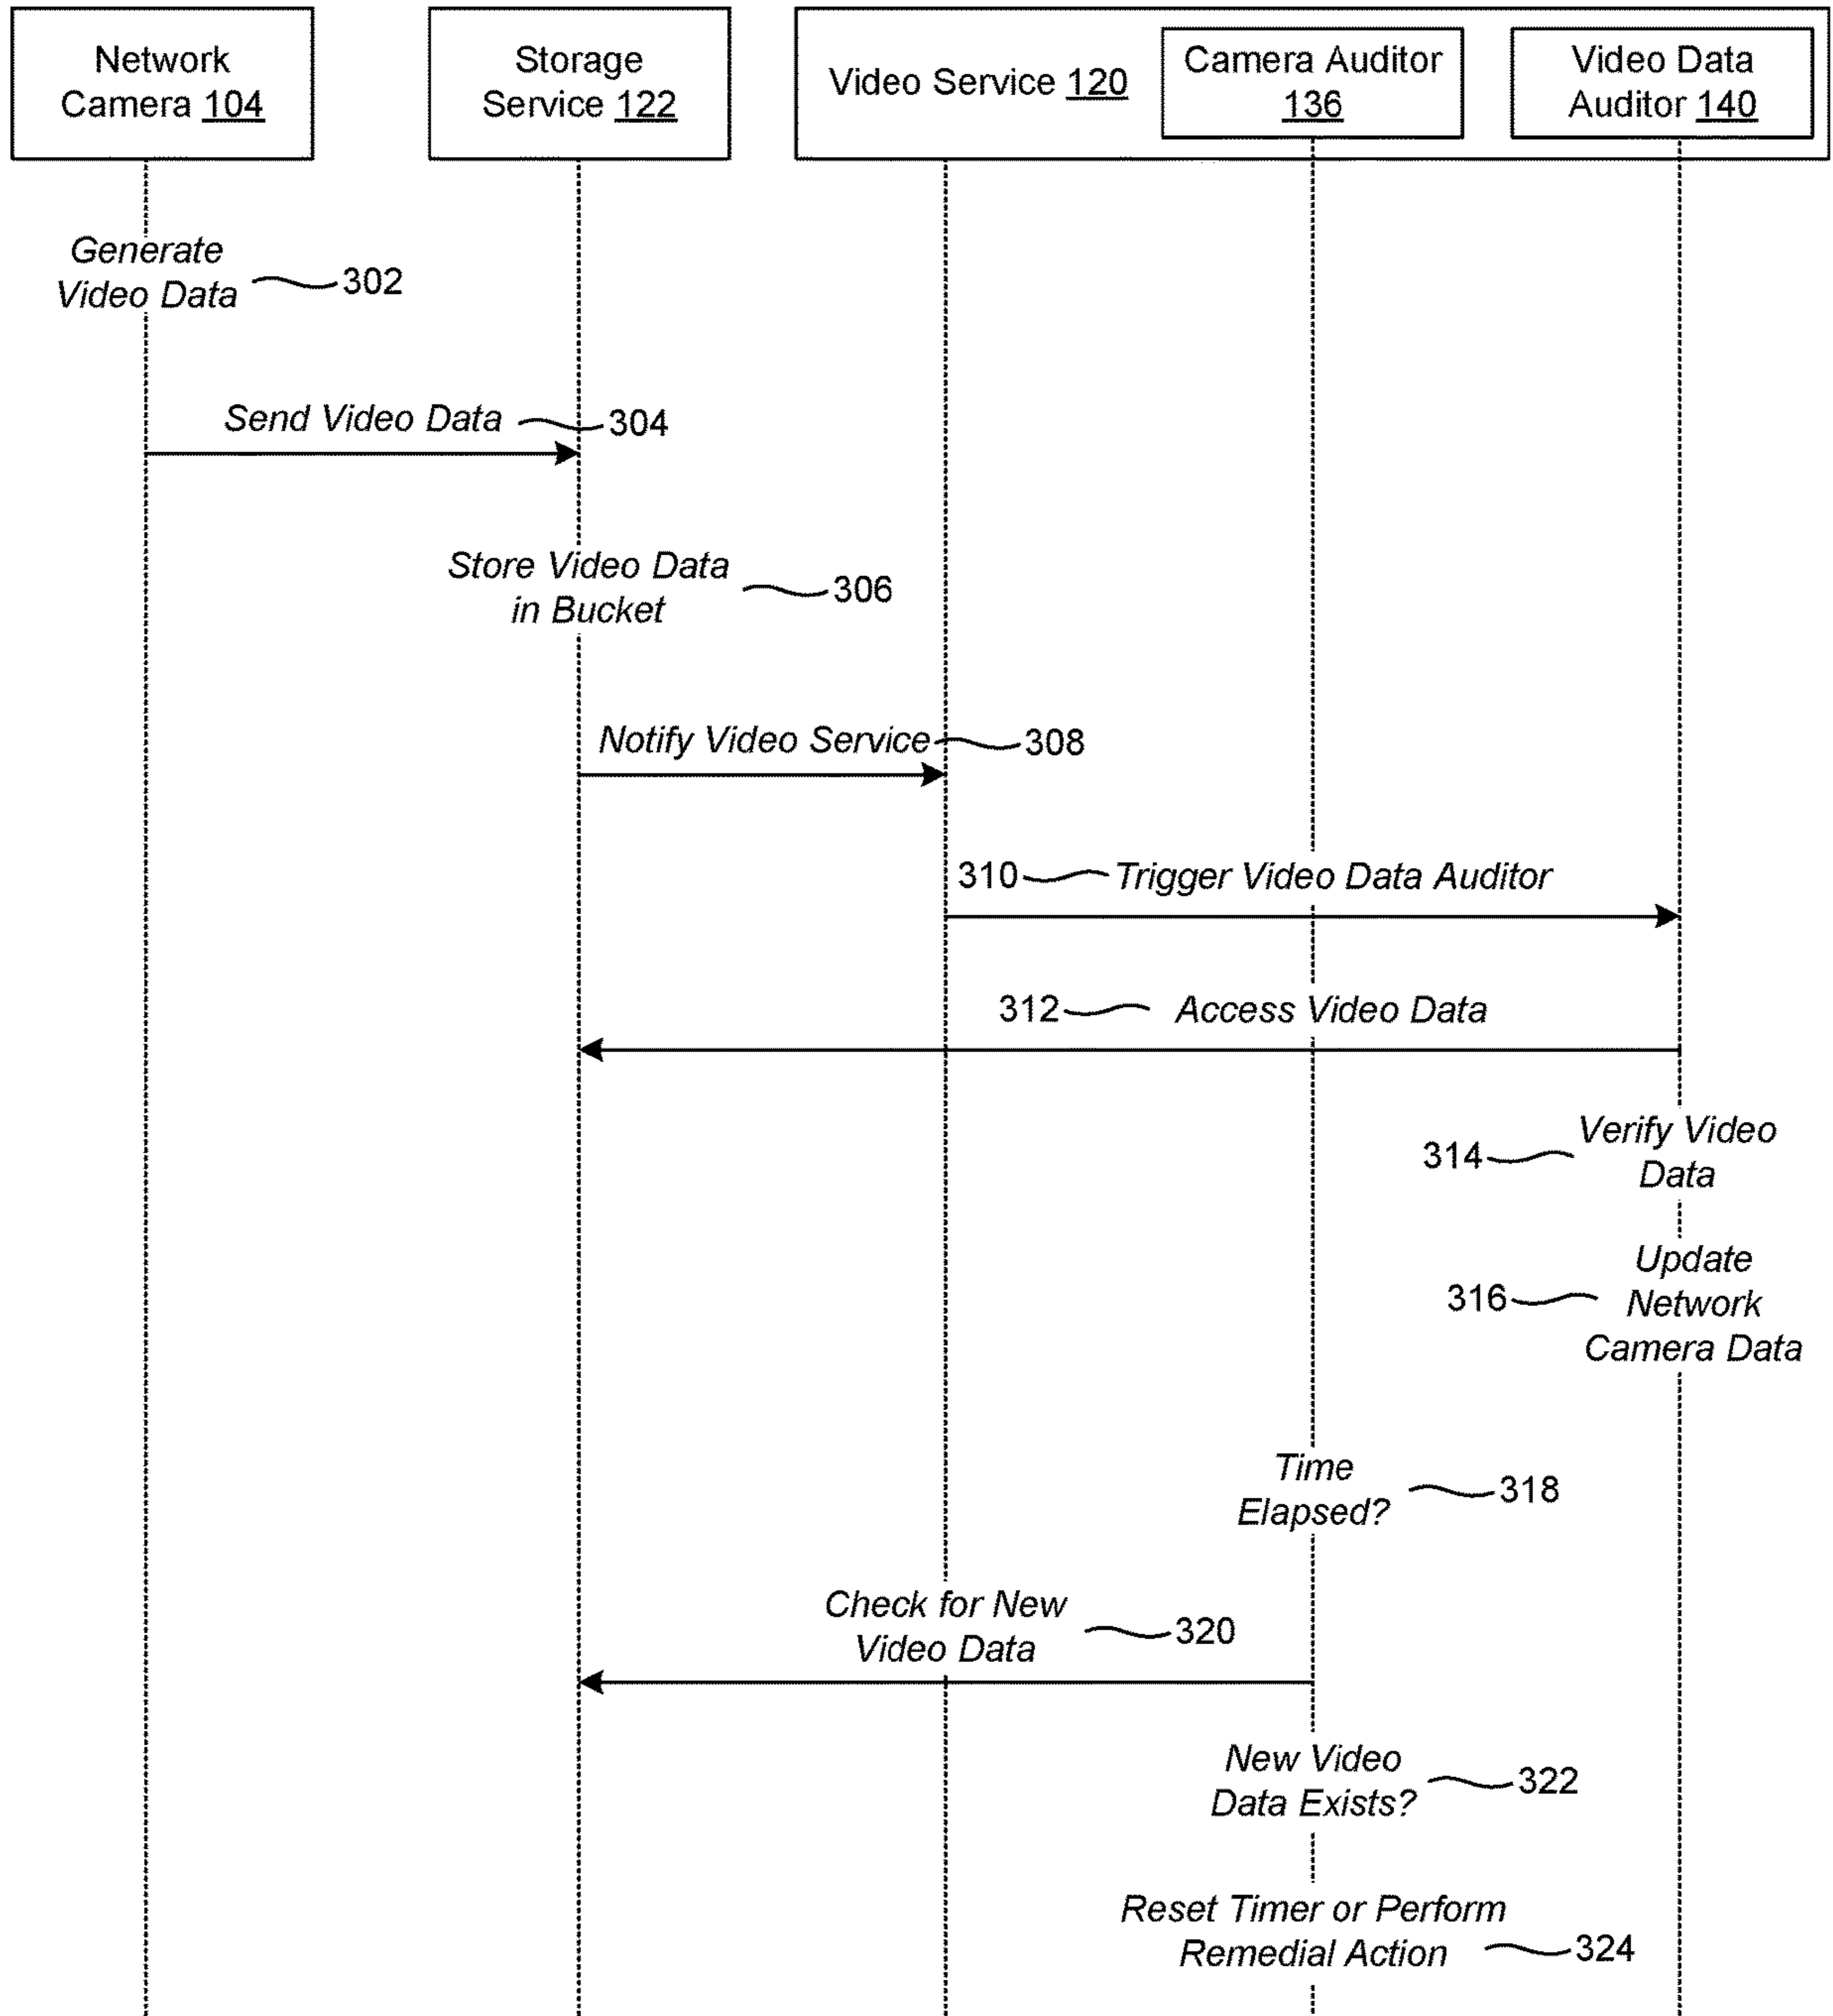 Network
Camera 104
Storage
Service 122
Video Service 120
Camera Auditor
136
Video Data
Auditor 140
Generate
Video Data
302
Send Video Data
304
Store Video Data
in Bucket
306
Notify Video Service
308
310
Trigger Video Data Auditor
312
Access Video Data
314
Verify Video
Data
316
Update
Network
Camera Data
Time
Elapsed?
318
Check for New
Video Data
320
New Video
Data Exists?
322
Reset Timer or Perform
Remedial Action
324